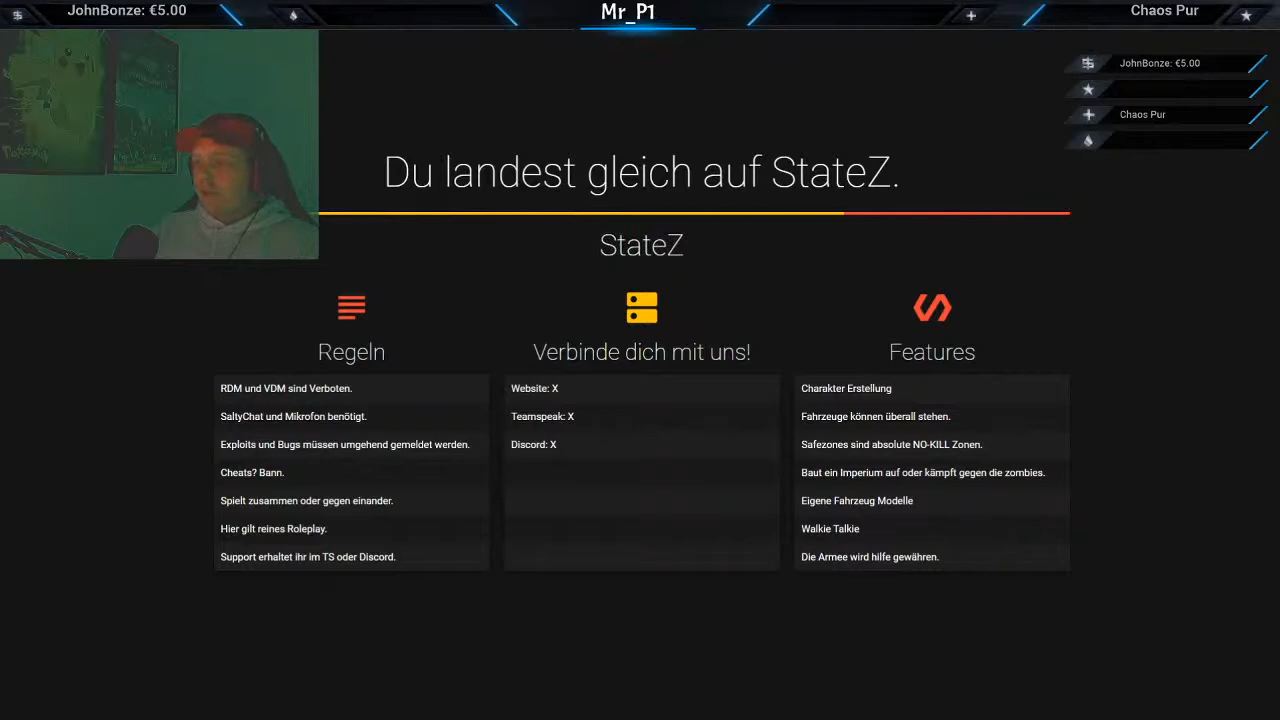 JohnBonze: €5.00
Mr_P1
Chaos Pur
JohnBonze: €5.00
Chaos Pur
Du landest gleich auf StateZ.
StateZ
Regeln
RDM und VDM sind Verboten.
SaltyChat und Mikrofon benötigt.
Exploits und Bugs müssen umgehend gemeldet werden.
Cheats? Bann.
Spielt zusammen oder gegen einander.
Hier gilt reines Roleplay.
Support erhaltet ihr im TS oder Discord.
Verbinde dich mit uns!
Website: X
Teamspeak: X
Discord: X
Features
Charakter Erstellung
Fahrzeuge können überall stehen.
Safezones sind absolute NO-KILL Zonen.
Baut ein Imperium auf oder kämpft gegen die zombies.
Eigene Fahrzeug Modelle
Walkie Talkie
Die Armee wird hilfe gewähren.